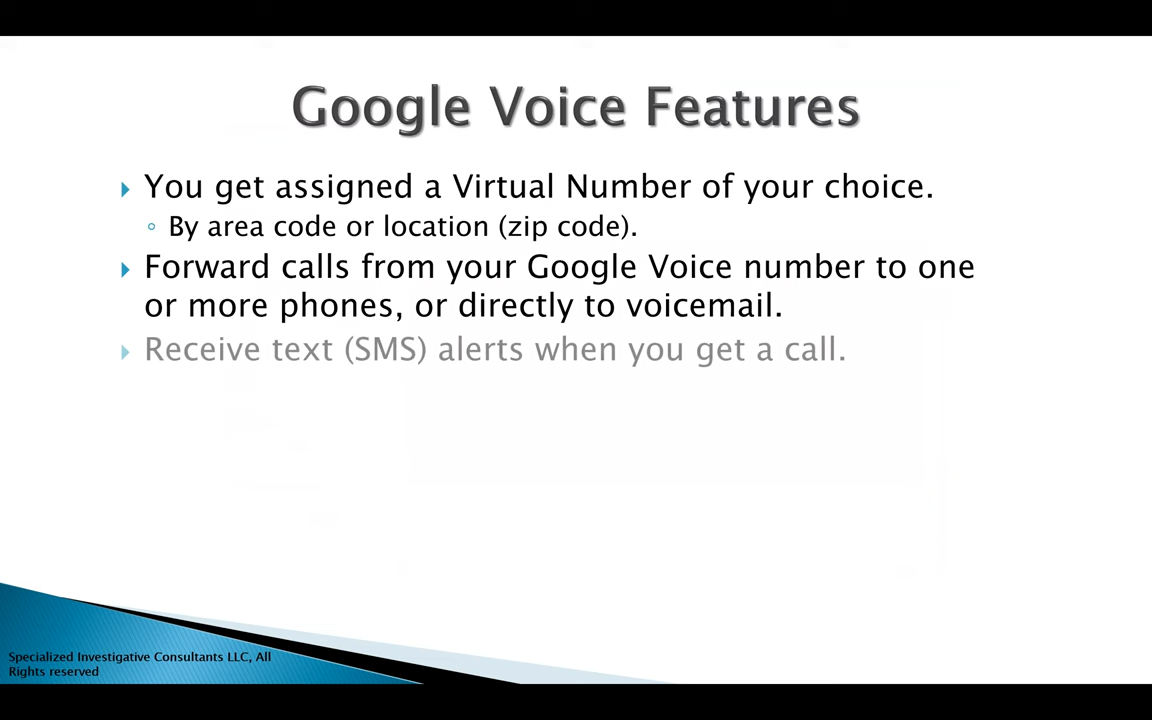 Google Voice Features
You get assigned a Virtual Number of your choice.
By area code or location (zip code).
Forward calls from your Google Voice number to one
or more phones, or directly to voicemail.
Receive text (SMS) alerts when you get a call.
Specialized Investigative Consultants LLC, All
Rights reserved